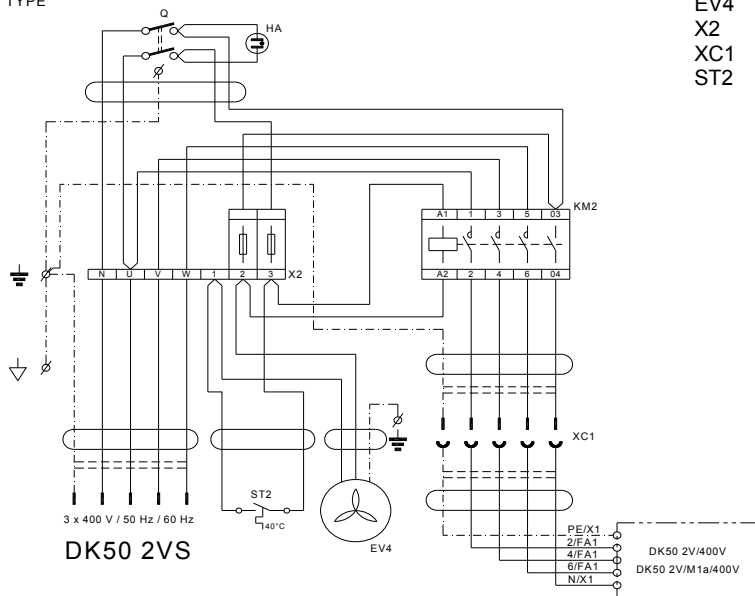 TYPE
EV4
X2
XC1
ST2
Q
HA
KM2
A1 1 3 5 03
A2 2 4 6 04
N U V W 1 2 3 X2
XC1
ST2
40°C
EV4
3 x 400 V / 50 Hz / 60 Hz
DK50 2VS
PE/X1
2/FA1
4/FA1
6/FA1
N/X1
DK50 2V/400V
DK50 2V/M1a/400V